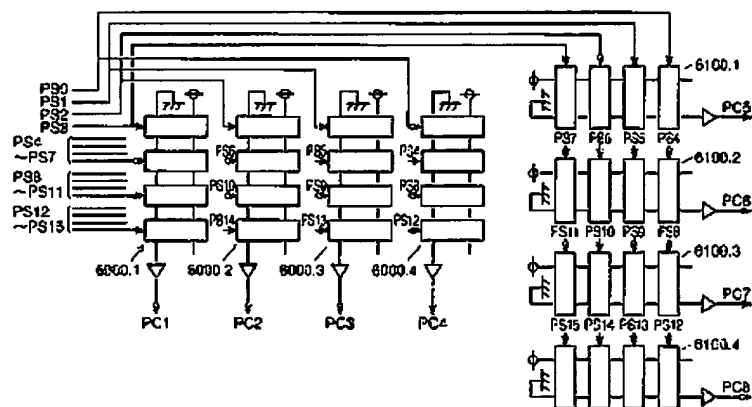 PS0
PS1
PS2
PS3
PS4
~PS7
PS8
~PS11
PS12
~PS15
PS6
PS5
PS4
PS10
PS9
PS8
PS14
PS13
PS12
6000.1
6000.2
6000.3
6000.4
PC1
PC2
PC3
PC4
6100.1
PC5
PS7
PS6
PS5
PS4
6100.2
PC6
PS11
PS10
PS9
PS8
6100.3
PC7
PS15
PS14
PS13
PS12
6100.4
PC8